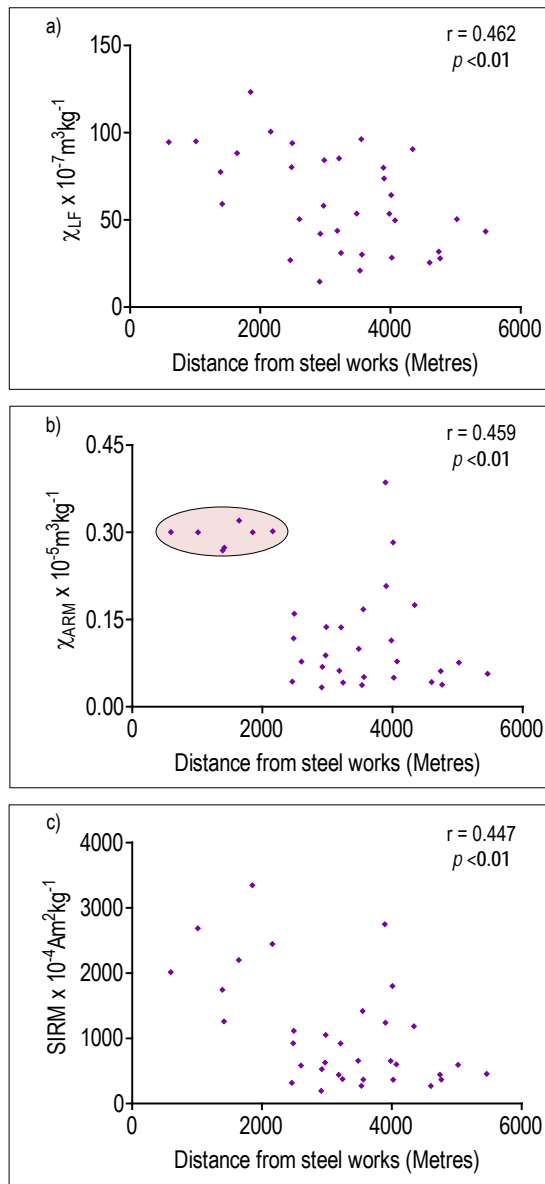 a)
r = 0.462
p <0.01
150
100
50
0
χLF x 10-7m3kg-1
0 2000 4000 6000
Distance from steel works (Metres)
b)
r = 0.459
p <0.01
0.45
0.30
0.15
0.00
χARM x 10-5m3kg-1
0 2000 4000 6000
Distance from steel works (Metres)
c)
r = 0.447
p <0.01
4000
3000
2000
1000
0
SIRM x 10-4Am2kg-1
0 2000 4000 6000
Distance from steel works (Metres)